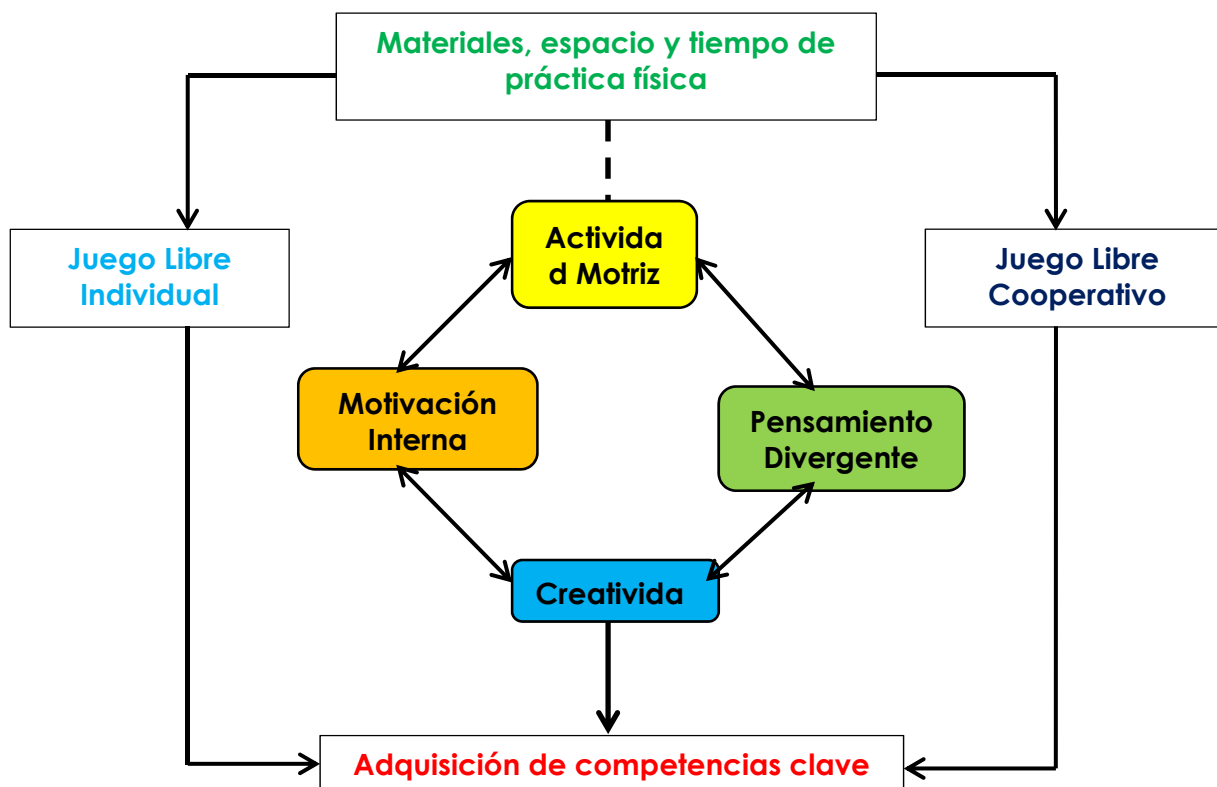 Materiales, espacio y tiempo de
práctica física
Juego Libre
Individual
Activida
d Motriz
Juego Libre
Cooperativo
Motivación
Interna
Pensamiento
Divergente
Creativida
Adquisición de competencias clave